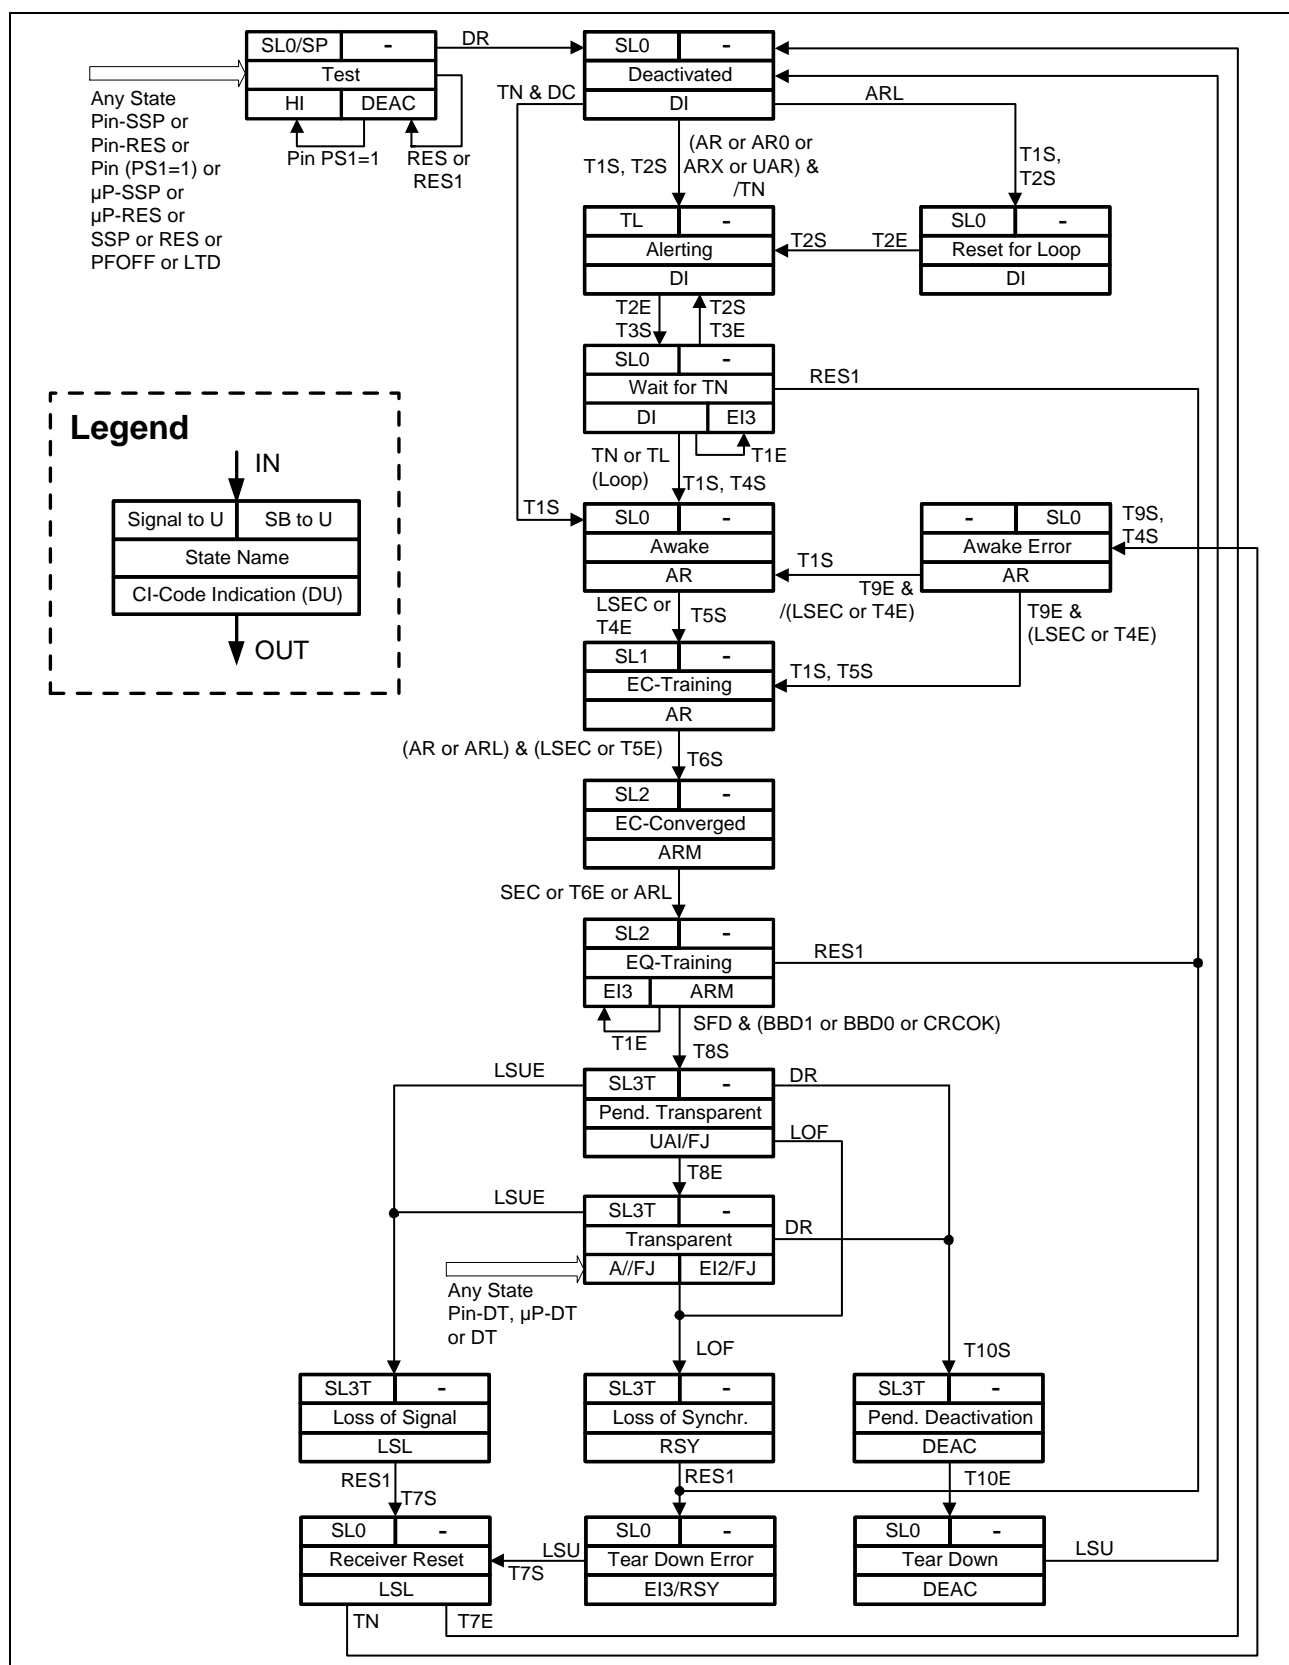 SL0/SP -
Test
HI DEAC
DR
Any State
Pin-SSP or
Pin-RES or
Pin (PS1=1) or
µP-SSP or
µP-RES or
SSP or RES or
PFOFF or LTD
Pin PS1=1
RES or
RES1
SL0 -
Deactivated
DI
TN & DC
ARL
T1S, T2S
(AR or AR0 or
ARX or UAR) &
/TN
T1S,
T2S
TL -
Alerting
DI
T2S T2E
SL0 -
Reset for Loop
DI
T2E
T3S
T2S
T3E
SL0 -
Wait for TN
DI EI3
RES1
T1E
TN or TL
(Loop)
T1S, T4S
T1S
Legend
IN
Signal to U SB to U
State Name
CI-Code Indication (DU)
OUT
SL0 -
Awake
AR
T1S
T9E &
/(LSEC or T4E)
- SL0
Awake Error
AR
T9S,
T4S
LSEC or
T4E
T5S
T9E &
(LSEC or T4E)
SL1 -
EC-Training
AR
T1S, T5S
(AR or ARL) & (LSEC or T5E)
T6S
SL2 -
EC-Converged
ARM
SEC or T6E or ARL
SL2 -
EQ-Training
EI3 ARM
RES1
T1E
SFD & (BBD1 or BBD0 or CRCOK)
T8S
LSUE
SL3T -
Pend. Transparent
UAI/FJ
DR
LOF
T8E
LSUE
SL3T -
Transparent
A//FJ EI2/FJ
DR
Any State
Pin-DT, µP-DT
or DT
LOF
T10S
SL3T -
Loss of Signal
LSL
SL3T -
Loss of Synchr.
RSY
SL3T -
Pend. Deactivation
DEAC
RES1
T7S
RES1
T10E
SL0 -
Receiver Reset
LSL
LSU
T7S
SL0 -
Tear Down Error
EI3/RSY
SL0 -
Tear Down
DEAC
LSU
TN
T7E